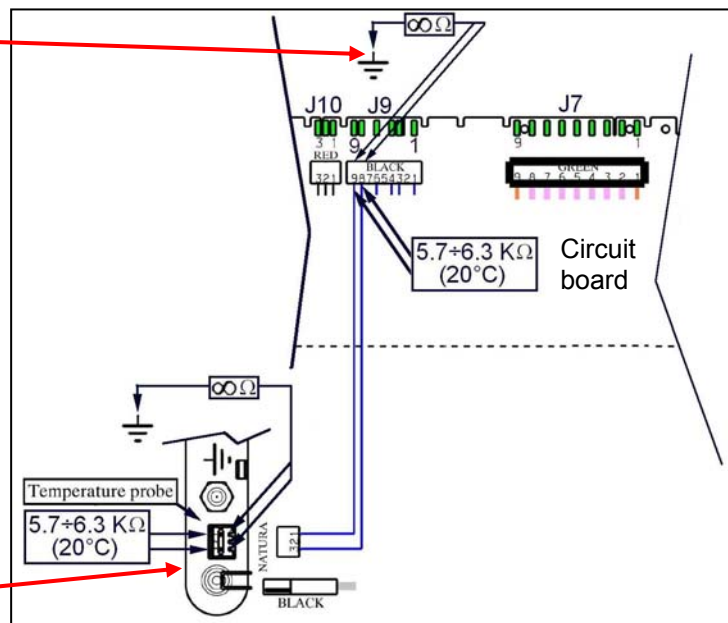 ∞Ω
J10 J9 J7
3 1 9 1 9 1
RED
321
BLACK
987654321
GREEN
9 8 7 6 5 4 3 2 1
5.7÷6.3 KΩ
(20°C)
Circuit
board
∞Ω
Temperature probe
5.7÷6.3 KΩ
(20°C)
NATURA
321
BLACK